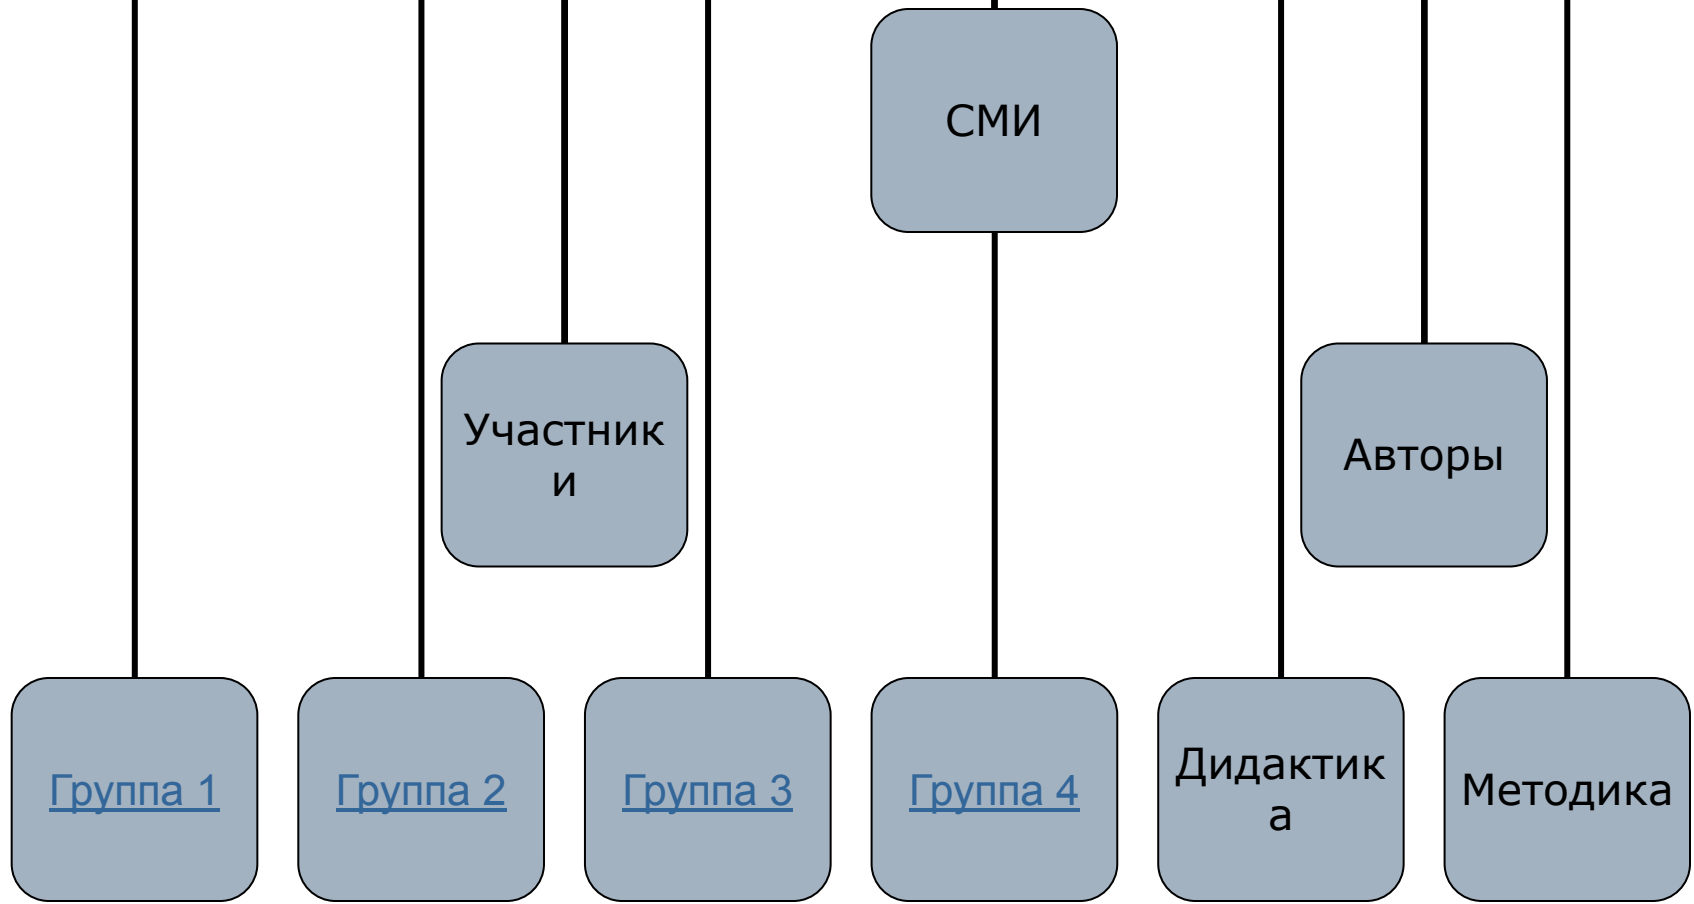 СМИ
Участник
и
Авторы
Группа 1
Группа 2
Группа 3
Группа 4
Дидактик
а
Методика